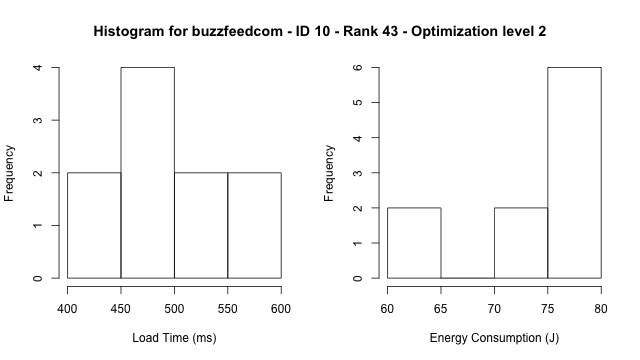 Histogram for buzzfeedcom - ID 10 - Rank 43 - Optimization level 2
Frequency
4
3
2
1
0
400 450 500 550 600
Load Time (ms)
Frequency
6
5
4
3
2
1
0
60 65 70 75 80
Energy Consumption (J)